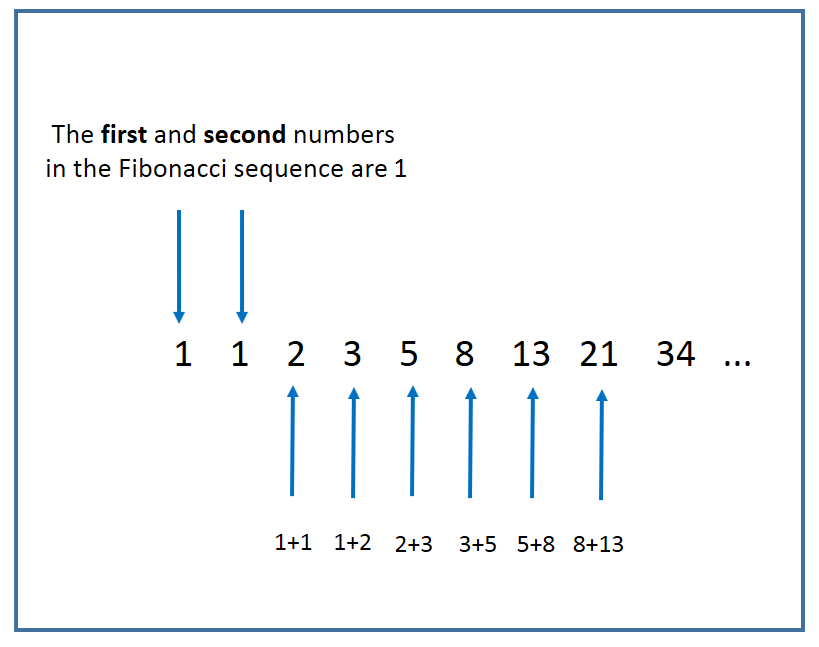 The first and second numbers
in the Fibonacci sequence are 1
1 1 2 3 5 8 13 21 34 ...
1+1 1+2 2+3 3+5 5+8 8+13